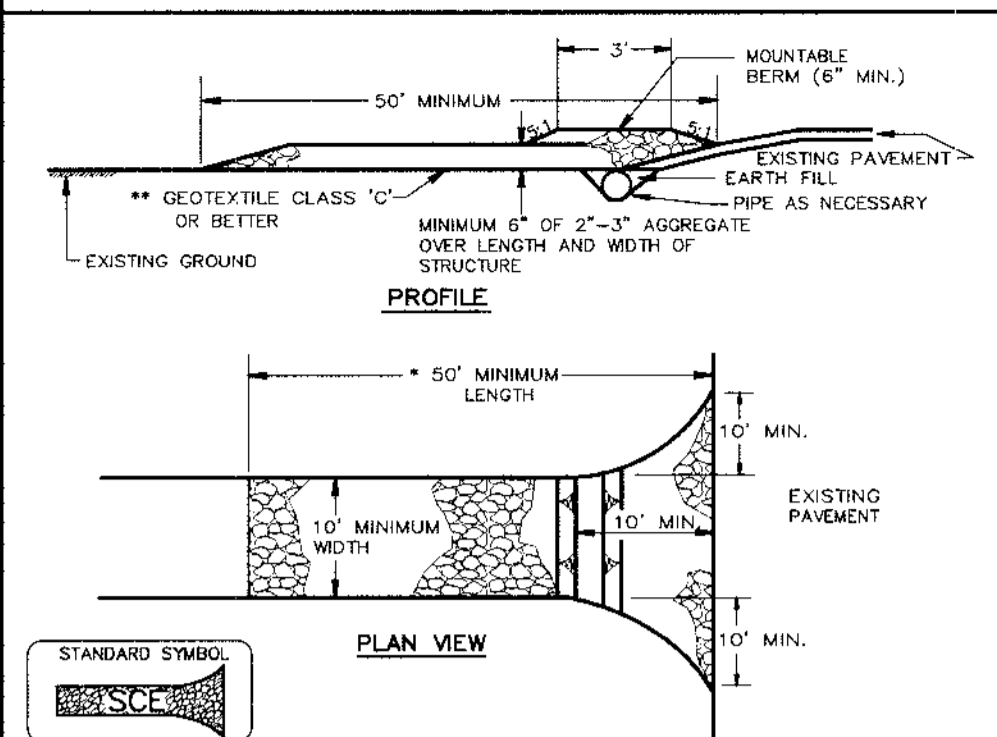 3'
MOUNTABLE
BERM (6" MIN.)
50' MINIMUM
5:1
5:1
EXISTING PAVEMENT
** GEOTEXTILE CLASS 'C'
OR BETTER
EARTH FILL
PIPE AS NECESSARY
MINIMUM 6" OF 2"-3" AGGREGATE
OVER LENGTH AND WIDTH OF
STRUCTURE
EXISTING GROUND
PROFILE
* 50' MINIMUM
LENGTH
10' MIN.
10' MINIMUM
WIDTH
10' MIN.
EXISTING
PAVEMENT
10' MIN.
PLAN VIEW
STANDARD SYMBOL
SCE